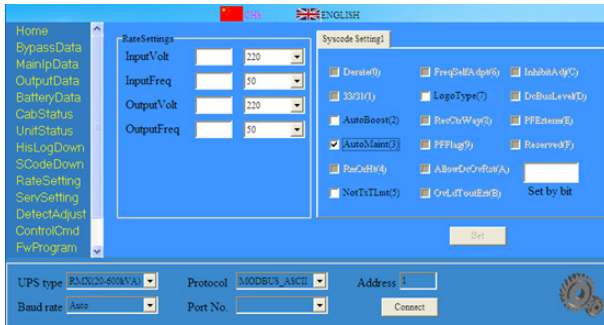 CHS ENGLISH
Home
BypassData
MainIpData
OutputData
BatteryData
CabStatus
UnitStatus
HisLogDown
SCodeDown
RateSetting
ServSetting
DetectAdjust
ControlCmd
FwProgram
RateSettings
InputVolt 220
InputFreq 50
OutputVolt 220
OutputFreq 50
Syscode Setting1
Derate(0) FreqSelfAdpt(6) InhibitAdj(C)
33/31(1) LogoType(7) DcBusLevel(D)
AutoBoost(2) RecCtrWay(8) PFExterm(E)
AutoMaint(3) PFFlag(9) Reserved(F)
RmOrHt(4) AllowDcOvRst(A)
NotTxTLmt(5) OvLdToutExt(B) Set by bit
Set
UPS type RMX(20-600kVA) Protocol MODBUS_ASCII Address 1
Baud rate Auto Port No. Connect